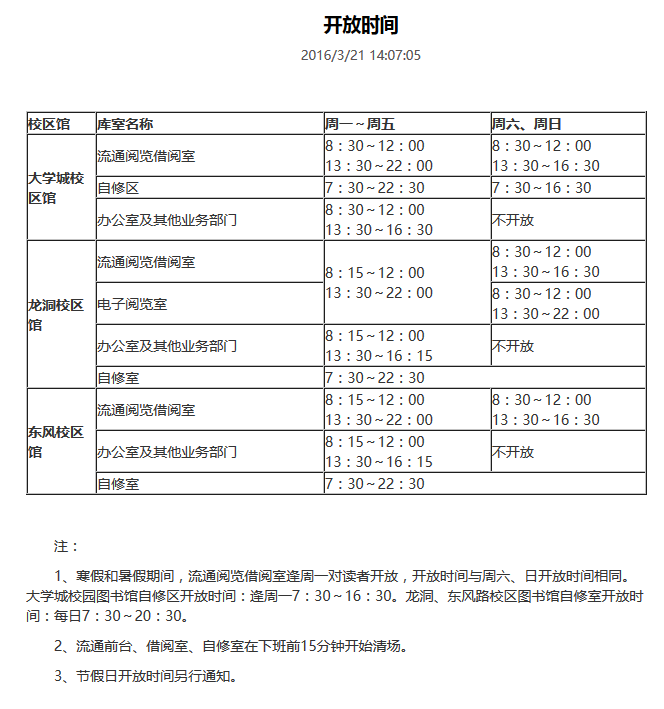 开放时间
2016/3/21 14:07:05
校区馆 库室名称 周一～周五 周六、周日
大学城校区馆 流通阅览借阅室 8：30～12：00 13：30～22：00 8：30～12：00 13：30～16：30
自修区 7：30～22：30 7：30～16：30
办公室及其他业务部门 8：30～12：00 13：30～16：30 不开放
龙洞校区馆 流通阅览借阅室 8：15～12：00 13：30～22：00 8：30～12：00 13：30～16：30
电子阅览室 8：30～12：00 13：30～22：00
办公室及其他业务部门 8：15～12：00 13：30～16：15 不开放
自修室 7：30～22：30
东风校区馆 流通阅览借阅室 8：15～12：00 13：30～22：00 8：30～12：00 13：30～16：30
办公室及其他业务部门 8：15～12：00 13：30～16：15 不开放
自修室 7：30～22：30
注：
1、寒假和暑假期间，流通阅览借阅室逢周一对读者开放，开放时间与周六、日开放时间相同。
大学城校园图书馆自修区开放时间：逢周一7：30～16：30。龙洞、东风路校区图书馆自修室开放时
间：每日7：30～20：30。
2、流通前台、借阅室、自修室在下班前15分钟开始清场。
3、节假日开放时间另行通知。